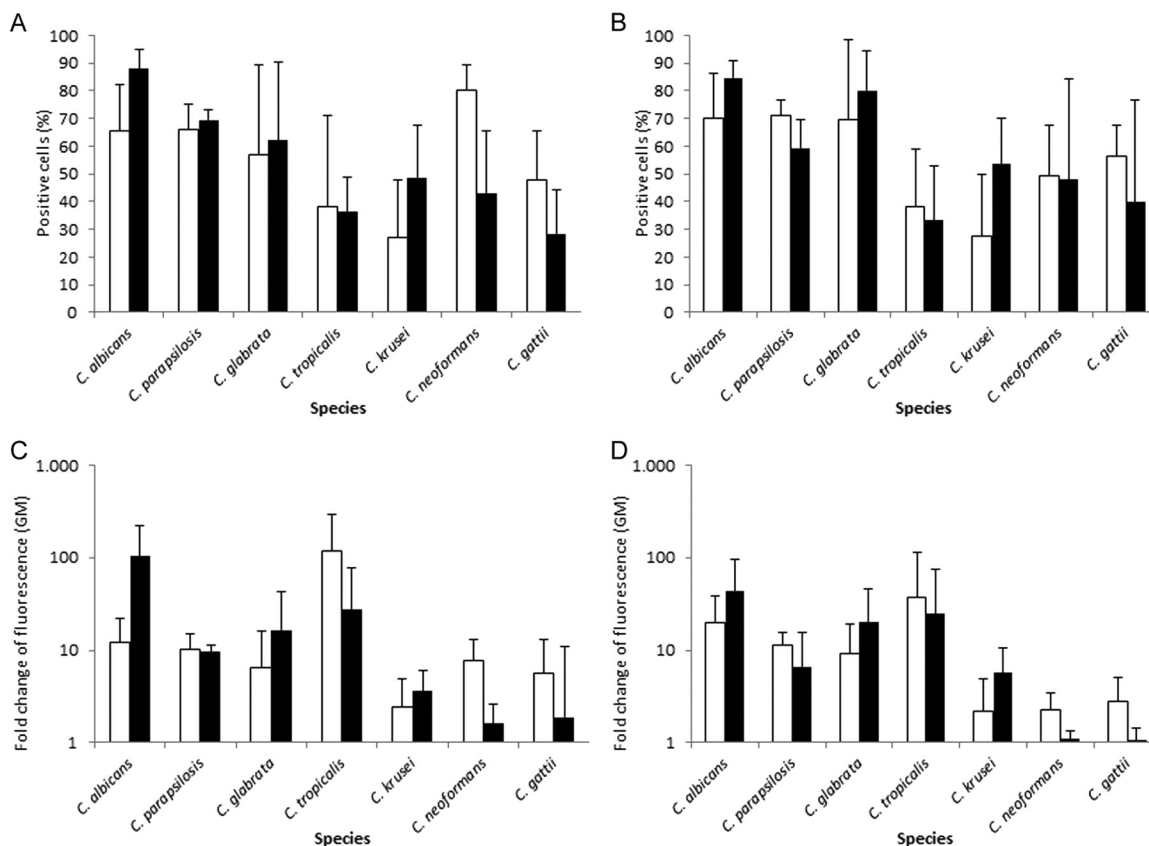 A
Positive cells (%)
100
90
80
70
60
50
40
30
20
10
0
C. albicans
C. parapsilosis
C. glabrata
C. tropicalis
C. krusei
C. neoformans
C. gattii
Species
B
Positive cells (%)
100
90
80
70
60
50
40
30
20
10
0
C. albicans
C. parapsilosis
C. glabrata
C. tropicalis
C. krusei
C. neoformans
C. gattii
Species
C
Fold change of fluorescence (GM)
1.000
100
10
1
C. albicans
C. parapsilosis
C. glabrata
C. tropicalis
C. krusei
C. neoformans
C. gattii
Species
D
Fold change of fluorescence (GM)
1.000
100
10
1
C. albicans
C. parapsilosis
C. glabrata
C. tropicalis
C. krusei
C. neoformans
C. gattii
Species